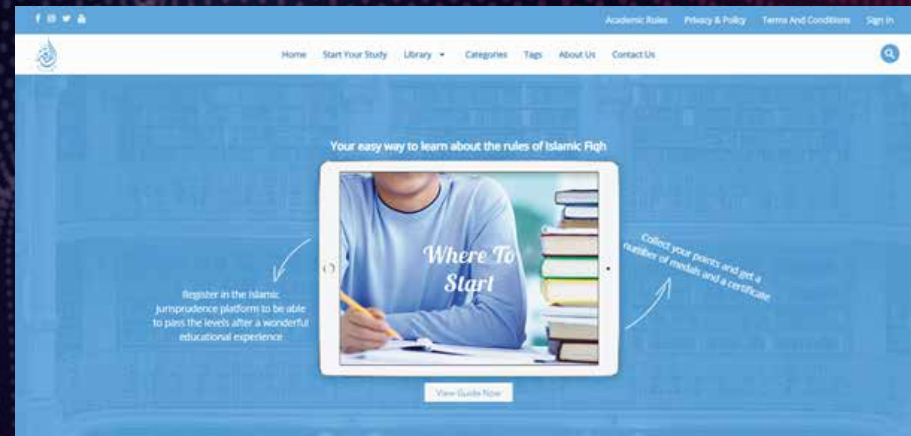 Academic Rules Privacy & Policy Terms And Conditions Sign in
Home Start Your Study Library Categories Tags About Us Contact Us
Your easy way to learn about the rules of Islamic Fiqh
Where To
Start
Register in the Islamic
jurisprudence platform to be able
to pass the levels after a wonderful
educational experience
Collect your points and get a
number of medals and a certificate
View Guide Now